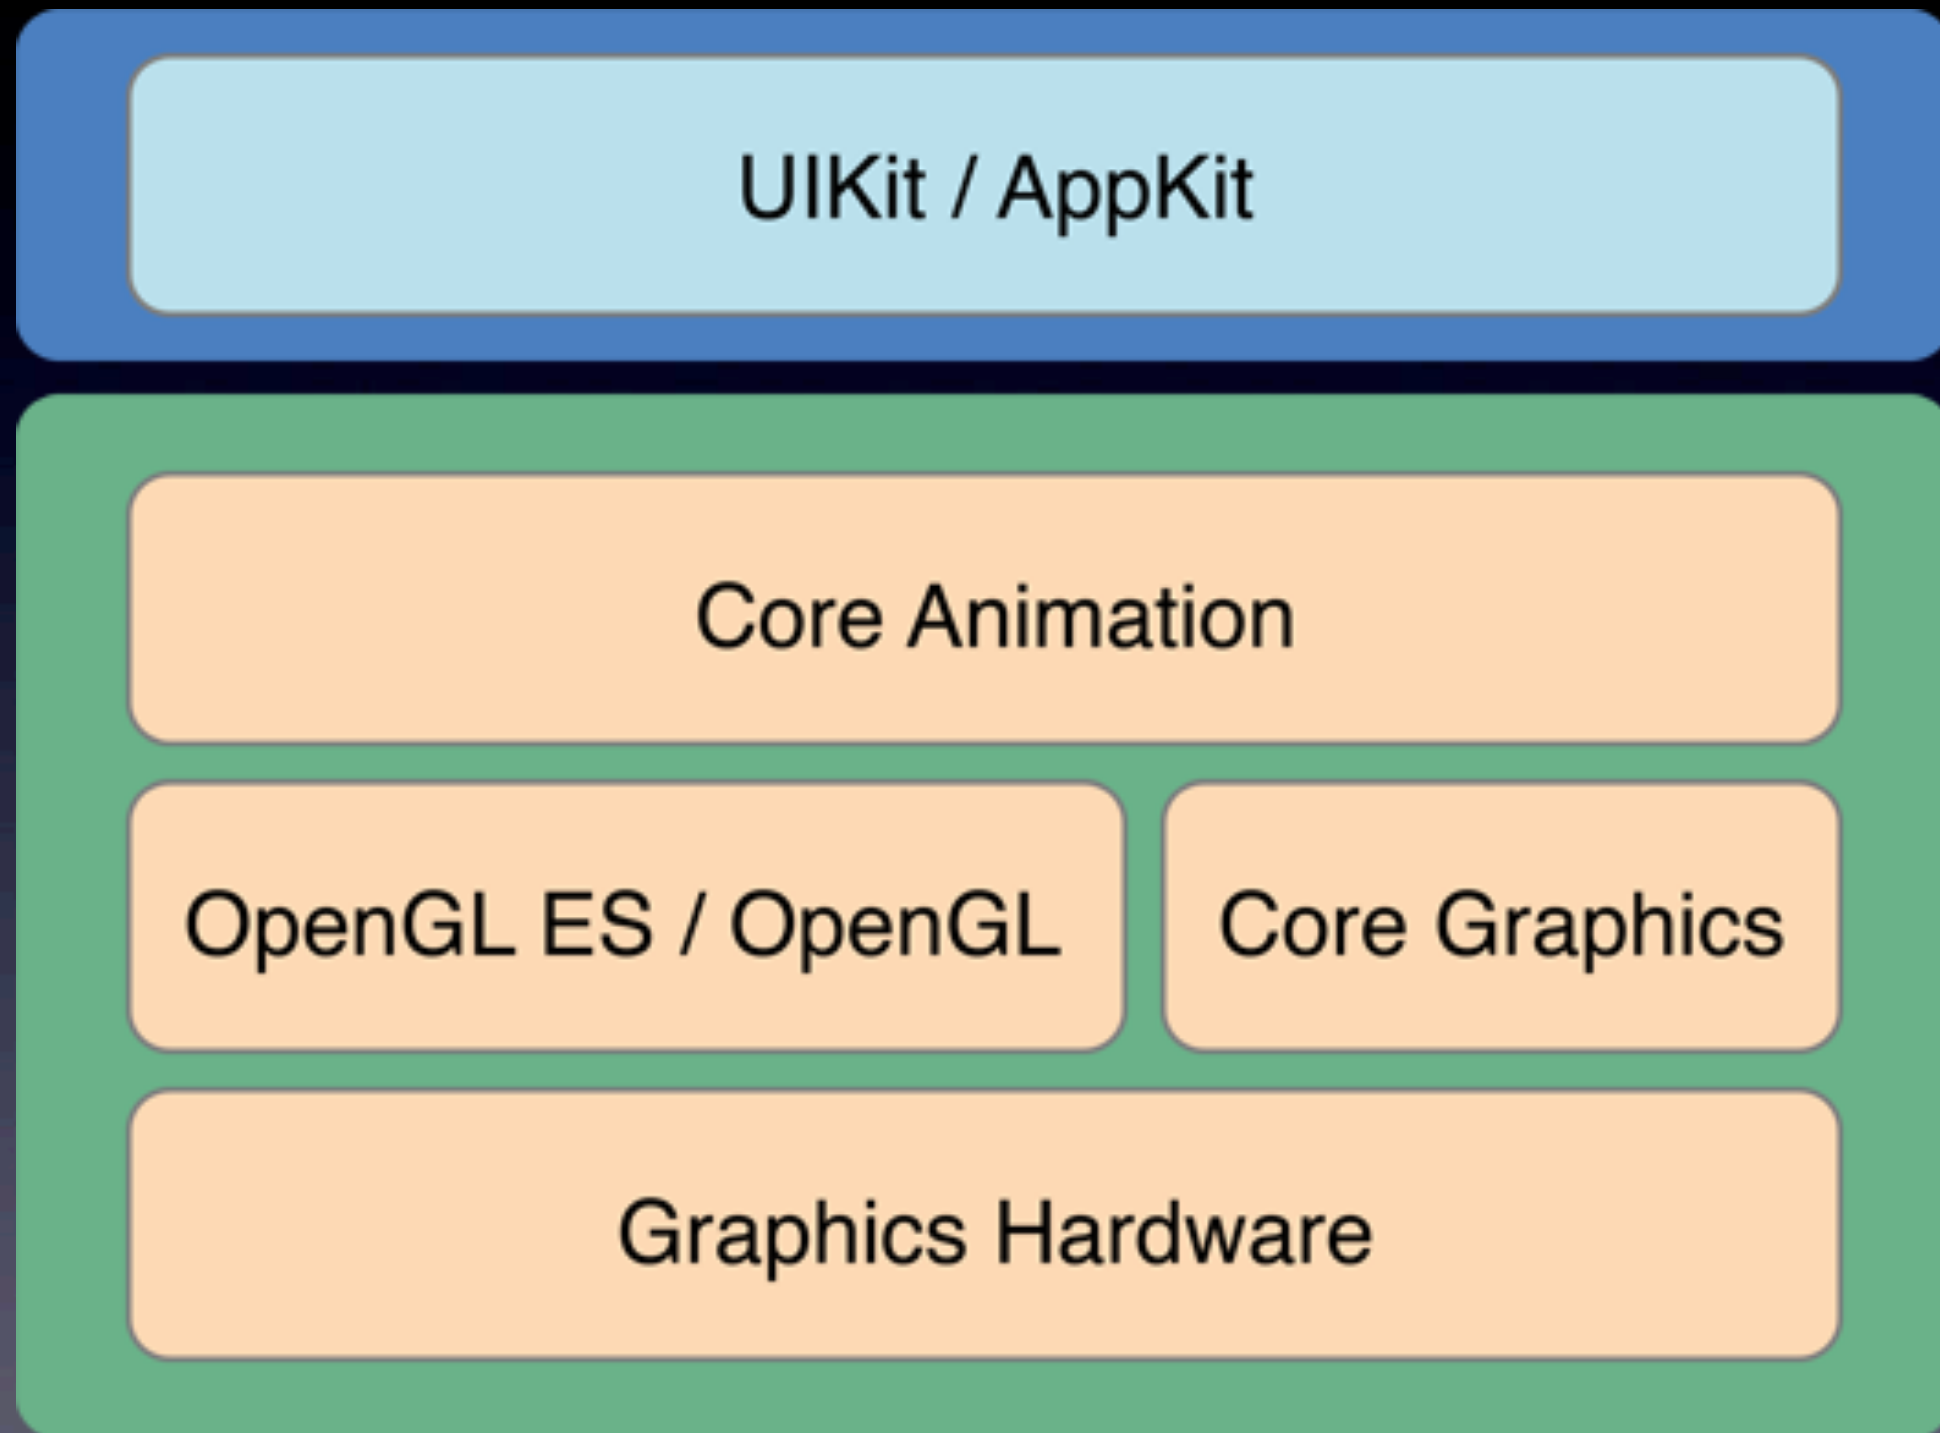 UIKit / AppKit
Core Animation
OpenGL ES / OpenGL
Core Graphics
Graphics Hardware